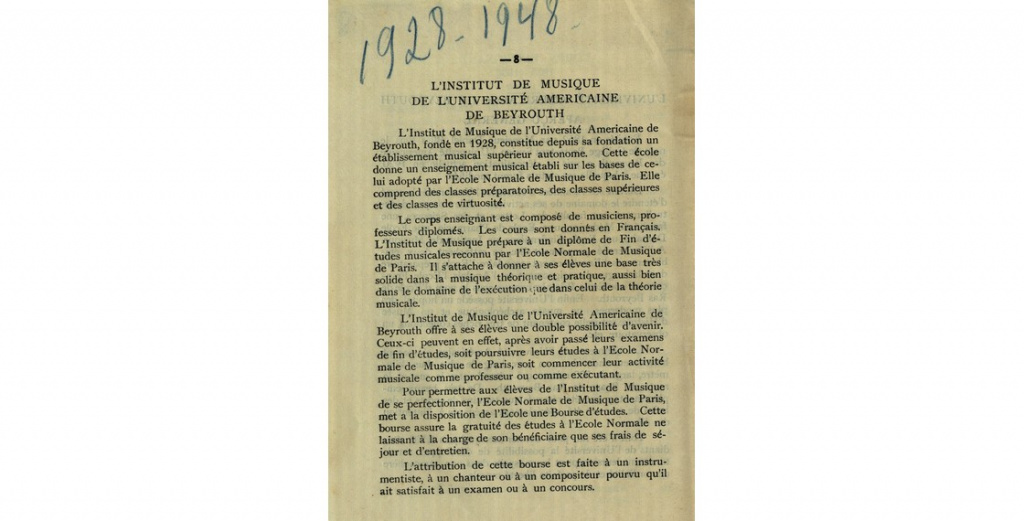 1928 - 1948 -
— 8 —
L'INSTITUT DE MUSIQUE
DE L'UNIVERSITÉ AMERICAINE
DE BEYROUTH
L'Institut de Musique de l'Université Americaine de
Beyrouth, fondé en 1928, constitue depuis sa fondation un
établissement musical supérieur autonome. Cette école
donne un enseignement musical établi sur les bases de ce-
lui adopté par l'Ecole Normale de Musique de Paris. Elle
comprend des classes préparatoires, des classes supérieures
et des classes de virtuosité.
Le corps enseignant est composé de musiciens, pro-
fesseurs diplomés. Les cours sont donnés en Français.
L'Institut de Musique prépare à un diplôme de Fin d'é-
tudes musicales reconnu par l'Ecole Normale de Musique
de Paris. Il s'attache à donner à ses élèves une base très
solide dans la musique théorique et pratique, aussi bien
dans le domaine de l'exécution que dans celui de la théorie
musicale.
L'Institut de Musique de l'Université Americaine de
Beyrouth offre à ses élèves une double possibilité d'avenir.
Ceux-ci peuvent en effet, après avoir passé leurs examens
de fin d'études, soit poursuivre leurs études à l'Ecole Nor-
male de Musique de Paris, soit commencer leur activité
musicale comme professeur ou comme exécutant.
Pour permettre aux élèves de l'Institut de Musique
de se perfectionner, l'Ecole Normale de Musique de Paris,
met a la disposition de l'Ecole une Bourse d'études. Cette
bourse assure la gratuité des études à l'Ecole Normale ne
laissant à la charge de son bénéficiaire que ses frais de sé-
jour et d'entretien.
L'attribution de cette bourse est faite à un instru-
mentiste, à un chanteur ou à un compositeur pourvu qu'il
ait satisfait à un examen ou à un concours.